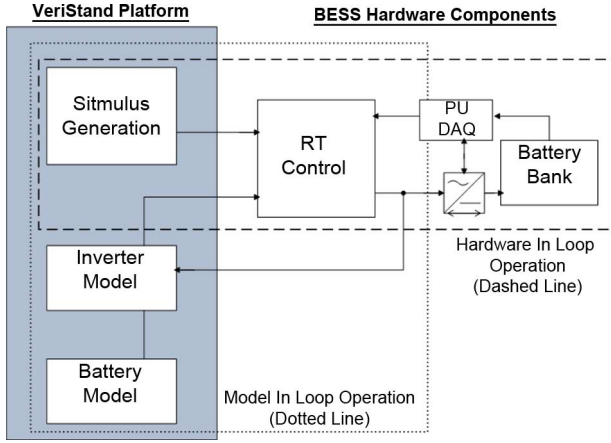 VeriStand Platform
BESS Hardware Components
Sitmulus
Generation
RT
Control
PU
DAQ
Battery
Bank
Inverter
Model
Hardware In Loop
Operation
(Dashed Line)
Battery
Model
Model In Loop Operation
(Dotted Line)